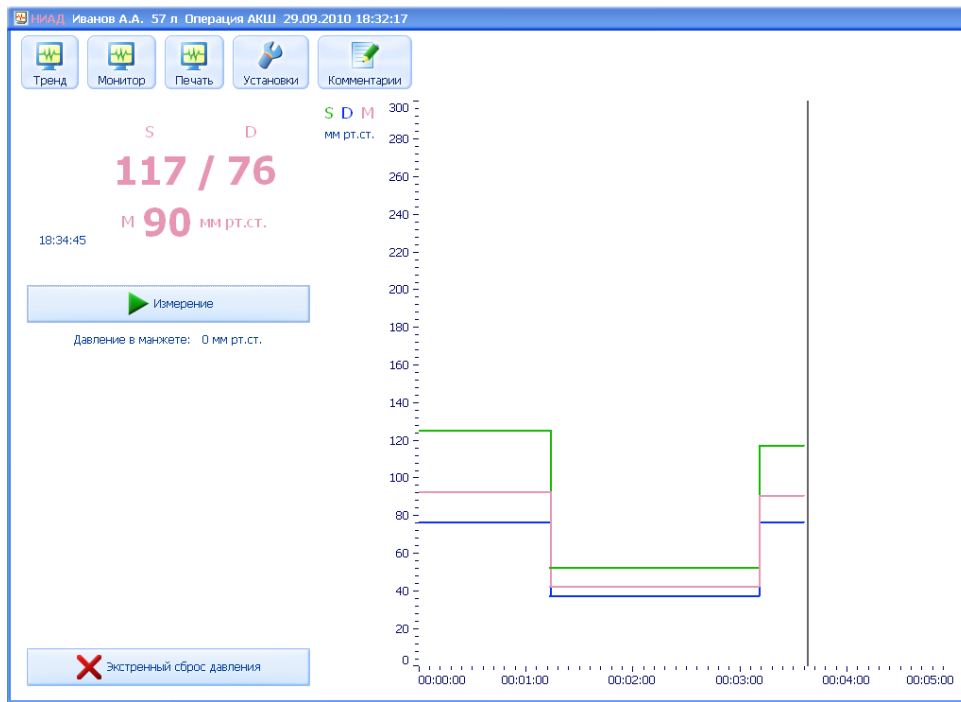 НИАД Иванов А.А. 57 л Операция АКШ 29.09.2010 18:32:17
Тренд Монитор Печать Установки Комментарии
S D
117 / 76
M 90 мм рт.ст.
18:34:45
Измерение
Давление в манжете: 0 мм рт.ст.
Экстренный сброс давления
S D M
мм рт.ст.
300
280
260
240
220
200
180
160
140
120
100
80
60
40
20
0
00:00:00 00:01:00 00:02:00 00:03:00 00:04:00 00:05:00